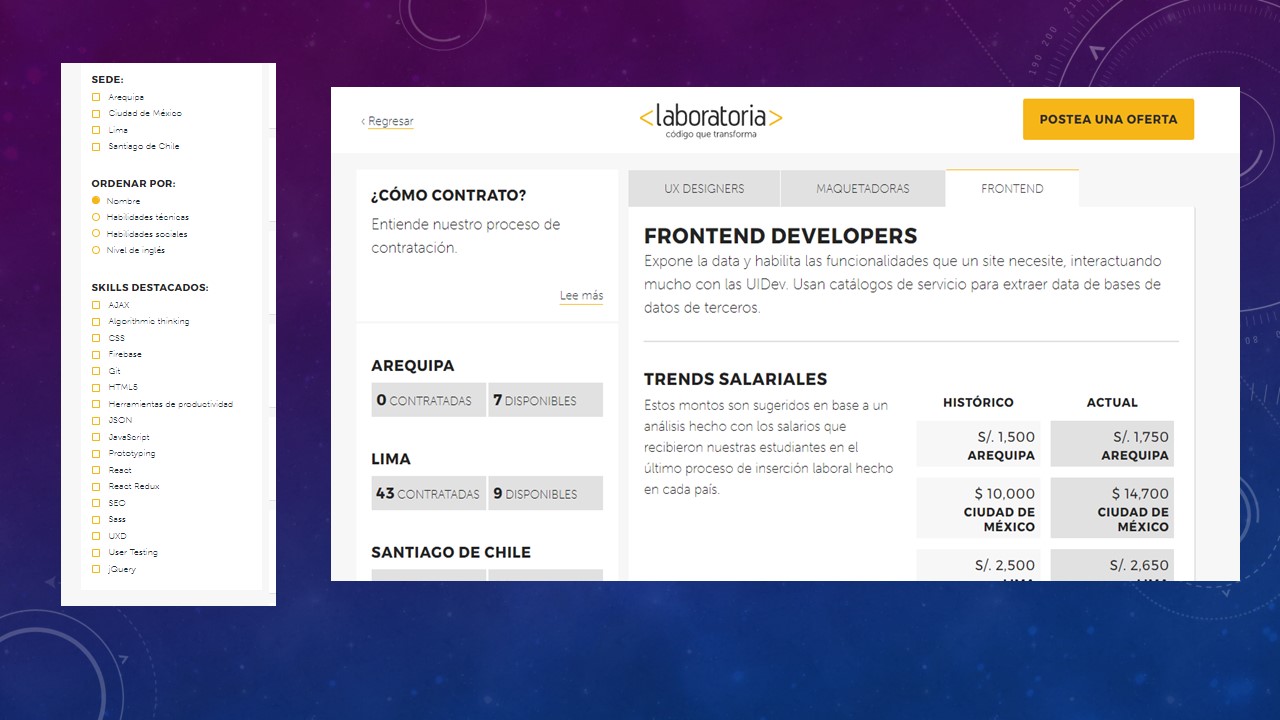 SEDE:
Arequipa
Ciudad de México
Lima
Santiago de Chile
ORDENAR POR:
Nombre
Habilidades técnicas
Habilidades sociales
Nivel de inglés
SKILLS DESTACADOS:
AJAX
Algorithmic thinking
CSS
Firebase
Git
HTML5
Herramientas de productividad
JSON
JavaScript
Prototyping
React
React Redux
SEO
Sass
UXD
User Testing
jQuery
‹ Regresar
<laboratoria>
código que transforma
POSTEA UNA OFERTA
¿CÓMO CONTRATO?
Entiende nuestro proceso de
contratación.
Lee más
AREQUIPA
0 CONTRATADAS 7 DISPONIBLES
LIMA
43 CONTRATADAS 9 DISPONIBLES
SANTIAGO DE CHILE
UX DESIGNERS MAQUETADORAS FRONTEND
FRONTEND DEVELOPERS
Expone la data y habilita las funcionalidades que un site necesite, interactuando
mucho con las UIDev. Usan catálogos de servicio para extraer data de bases de
datos de terceros.
TRENDS SALARIALES
Estos montos son sugeridos en base a un
análisis hecho con los salarios que
recibieron nuestras estudiantes en el
último proceso de inserción laboral hecho
en cada país.
HISTÓRICO ACTUAL
S/. 1,500 S/. 1,750
AREQUIPA AREQUIPA
$ 10,000 $ 14,700
CIUDAD DE CIUDAD DE
MÉXICO MÉXICO
S/. 2,500 S/. 2,650
190 200
80